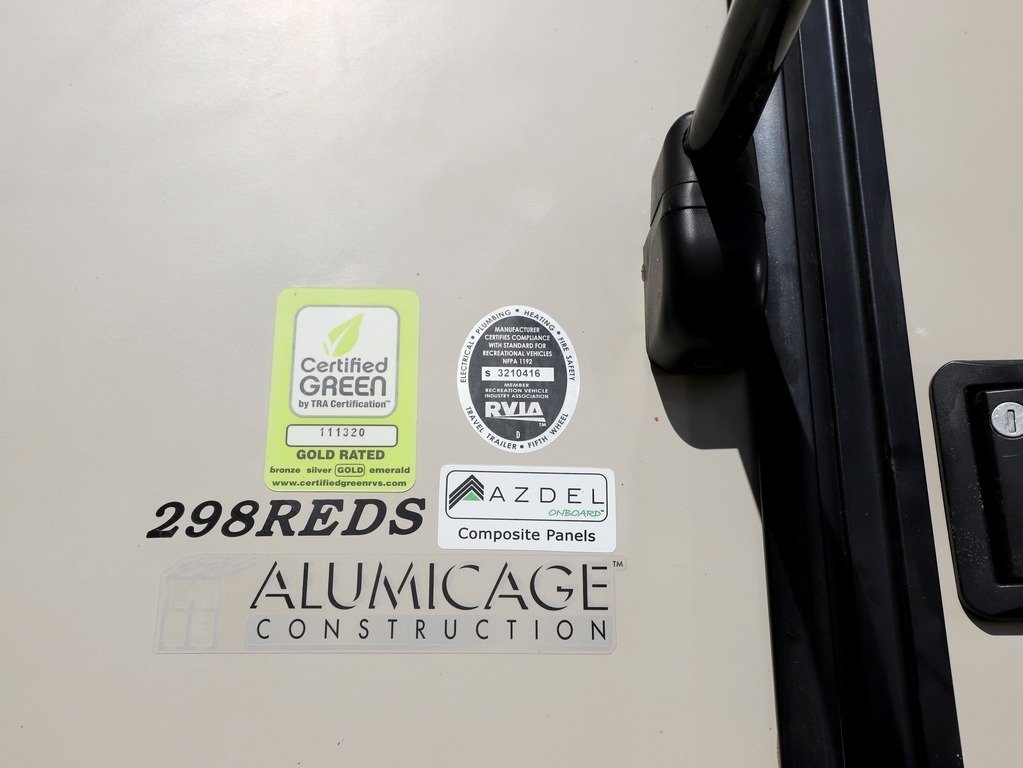 Certified
GREEN
by TRA Certification™
111320
GOLD RATED
bronze silver GOLD emerald
www.certifiedgreenrvs.com
ELECTRICAL • PLUMBING • HEATING • FIRE SAFETY
MANUFACTURER
CERTIFIES COMPLIANCE
WITH STANDARD FOR
RECREATIONAL VEHICLES
NFPA 1192
S 3210416
MEMBER
RECREATION VEHICLE
INDUSTRY ASSOCIATION
RVIA™
D
TRAVEL TRAILER • FIFTH WHEEL
AZDEL
ONBOARD™
Composite Panels
298REDS
ALUMICAGE™
CONSTRUCTION